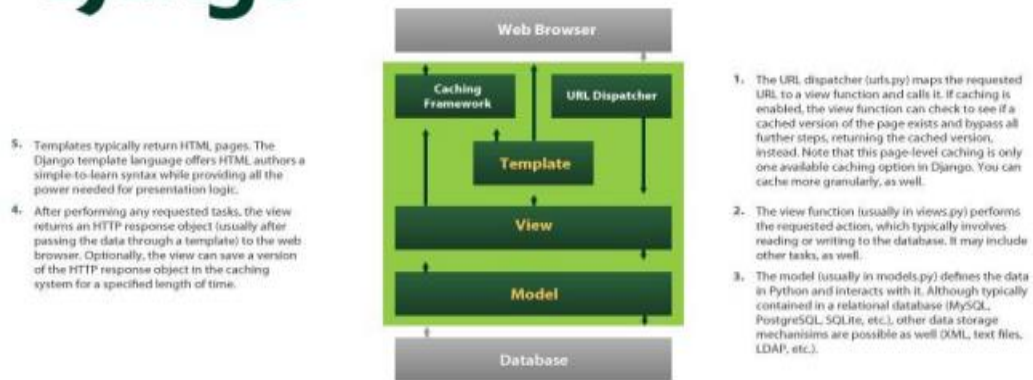 Web Browser
Caching
Framework
URL Dispatcher
Template
View
Model
Database
5. Templates typically return HTML pages. The
Django template language offers HTML authors a
simple-to-learn syntax while providing all the
power needed for presentation logic.
4. After performing any requested tasks, the view
returns an HTTP response object (usually after
passing the data through a template) to the web
browser. Optionally, the view can save a version
of the HTTP response object in the caching
system for a specified length of time.
1. The URL dispatcher (urls.py) maps the requested
URL to a view function and calls it. If caching is
enabled, the view function can check to see if a
cached version of the page exists and bypass all
further steps, returning the cached version,
instead. Note that this page-level caching is only
one available caching option in Django. You can
cache more granularly, as well.
2. The view function (usually in views.py) performs
the requested action, which typically involves
reading or writing to the database. It may include
other tasks, as well.
3. The model (usually in models.py) defines the data
in Python and interacts with it. Although typically
contained in a relational database (MySQL,
PostgreSQL, SQLite, etc.), other data storage
mechanisims are possible as well (XML, text files,
LDAP, etc.).